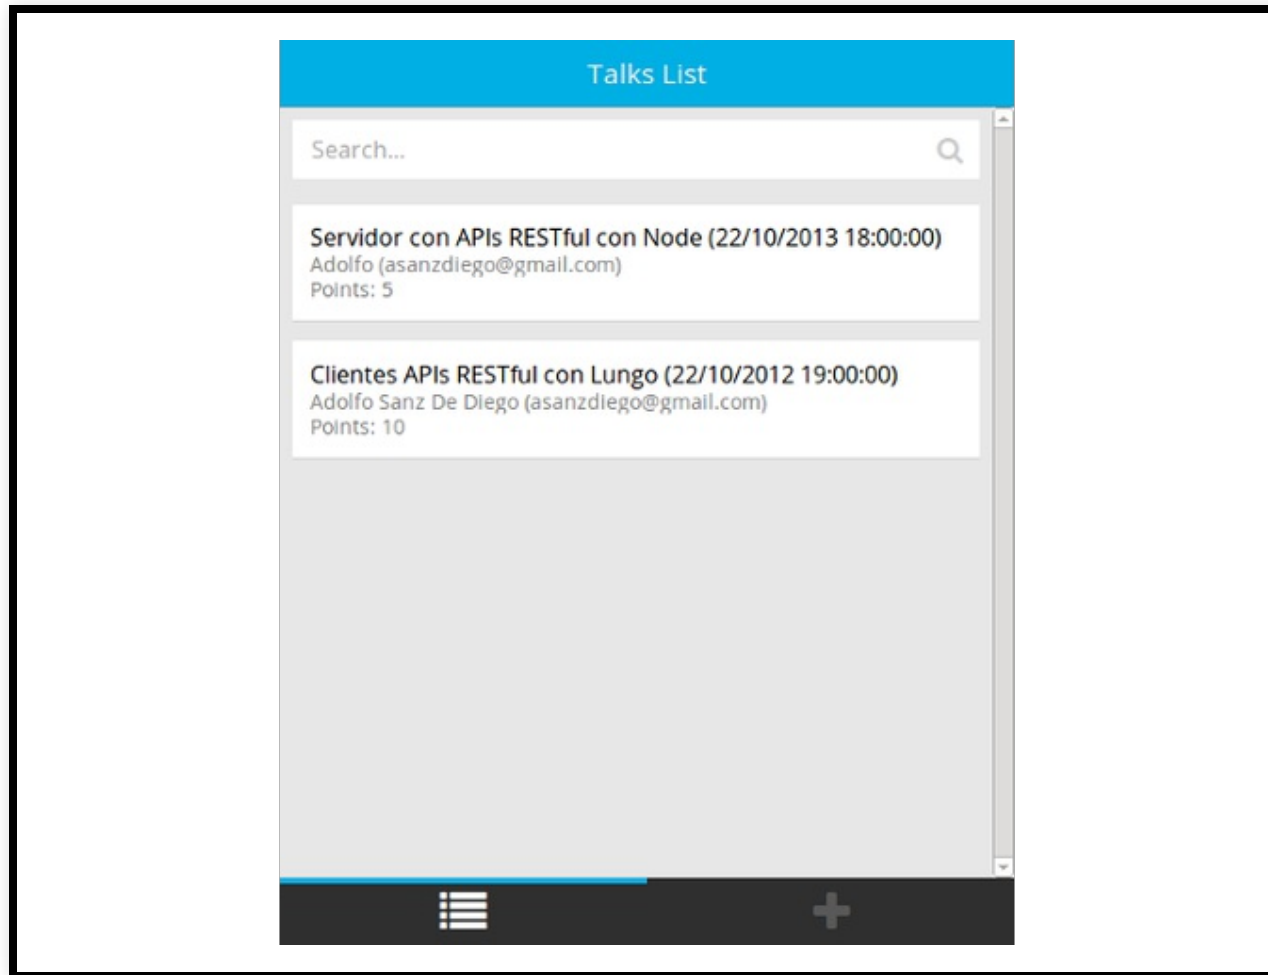 Talks List
Search...
Servidor con APIs RESTful con Node (22/10/2013 18:00:00)
Adolfo (asanzdiego@gmail.com)
Points: 5
Clientes APIs RESTful con Lungo (22/10/2012 19:00:00)
Adolfo Sanz De Diego (asanzdiego@gmail.com)
Points: 10